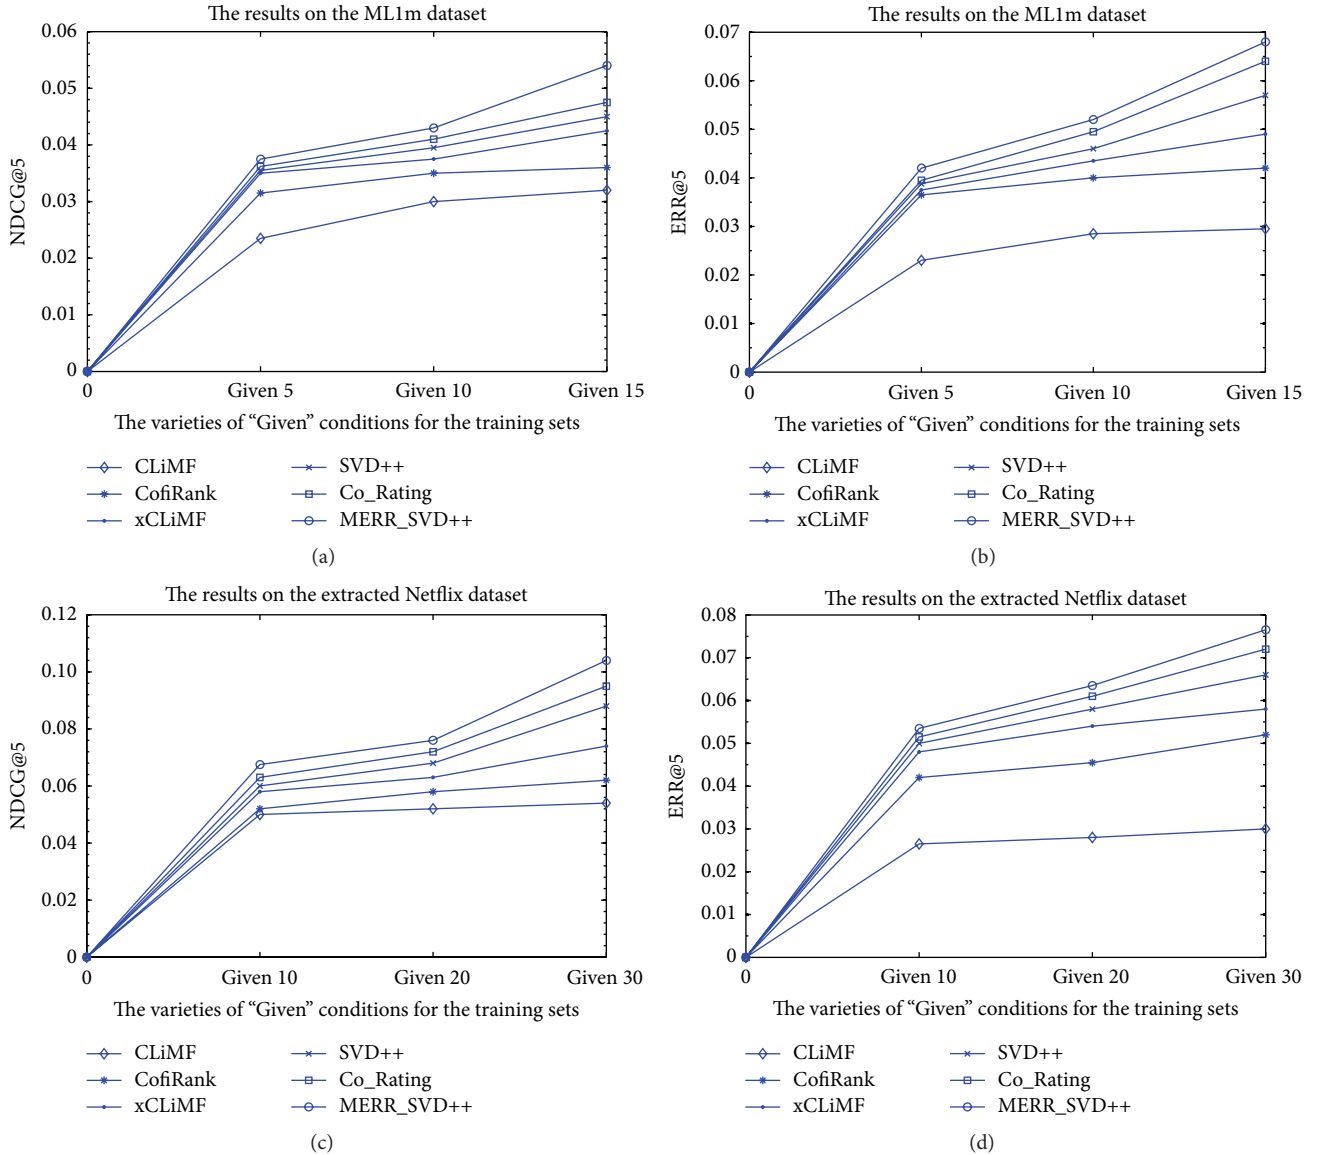 The results on the ML1m dataset
NDCG@5
0.06
0.05
0.04
0.03
0.02
0.01
0
0 Given 5 Given 10 Given 15
The varieties of “Given” conditions for the training sets
CLiMF
CofiRank
xCLiMF
SVD++
Co_Rating
MERR_SVD++
(a)
The results on the ML1m dataset
ERR@5
0.07
0.06
0.05
0.04
0.03
0.02
0.01
0
0 Given 5 Given 10 Given 15
The varieties of “Given” conditions for the training sets
CLiMF
CofiRank
xCLiMF
SVD++
Co_Rating
MERR_SVD++
(b)
The results on the extracted Netflix dataset
NDCG@5
0.12
0.10
0.08
0.06
0.04
0.02
0
0 Given 10 Given 20 Given 30
The varieties of “Given” conditions for the training sets
CLiMF
CofiRank
xCLiMF
SVD++
Co_Rating
MERR_SVD++
(c)
The results on the extracted Netflix dataset
ERR@5
0.08
0.07
0.06
0.05
0.04
0.03
0.02
0.01
0
0 Given 10 Given 20 Given 30
The varieties of “Given” conditions for the training sets
CLiMF
CofiRank
xCLiMF
SVD++
Co_Rating
MERR_SVD++
(d)